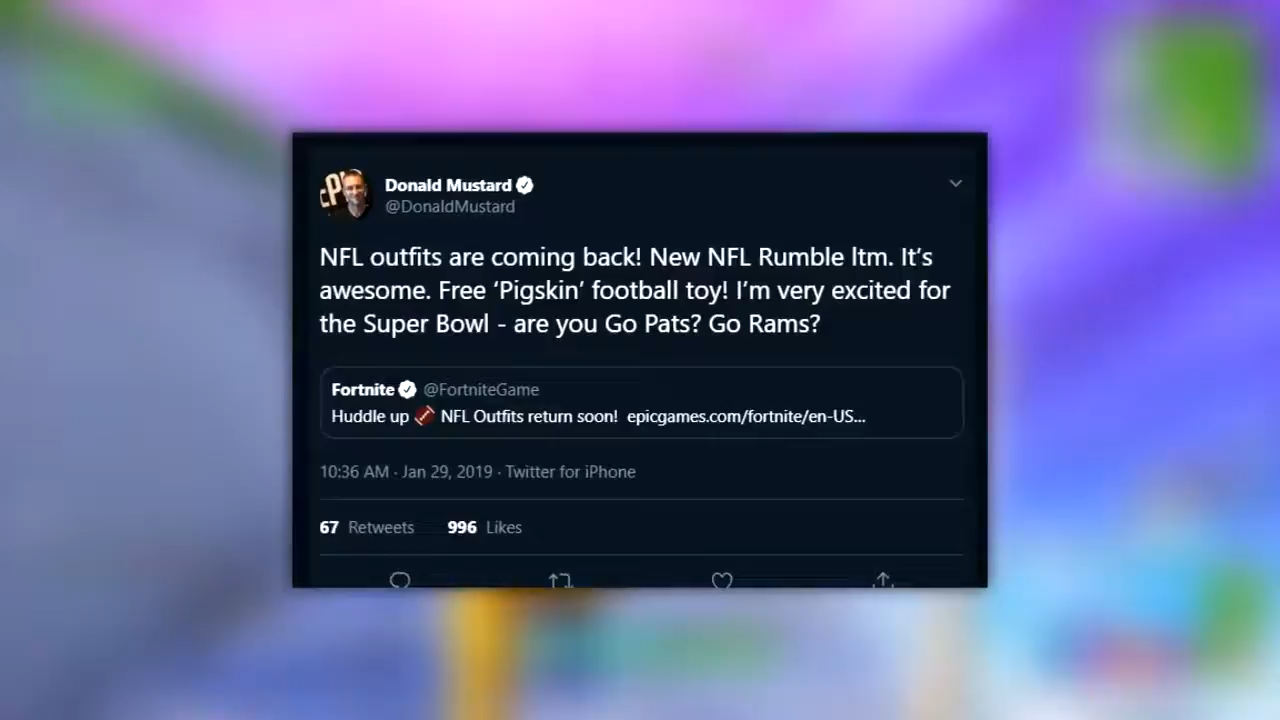 Donald Mustard
@DonaldMustard
NFL outfits are coming back! New NFL Rumble ltm. It’s
awesome. Free ‘Pigskin’ football toy! I’m very excited for
the Super Bowl - are you Go Pats? Go Rams?
Fortnite @FortniteGame
Huddle up 🏈 NFL Outfits return soon! epicgames.com/fortnite/en-US...
10:36 AM · Jan 29, 2019 · Twitter for iPhone
67 Retweets 996 Likes